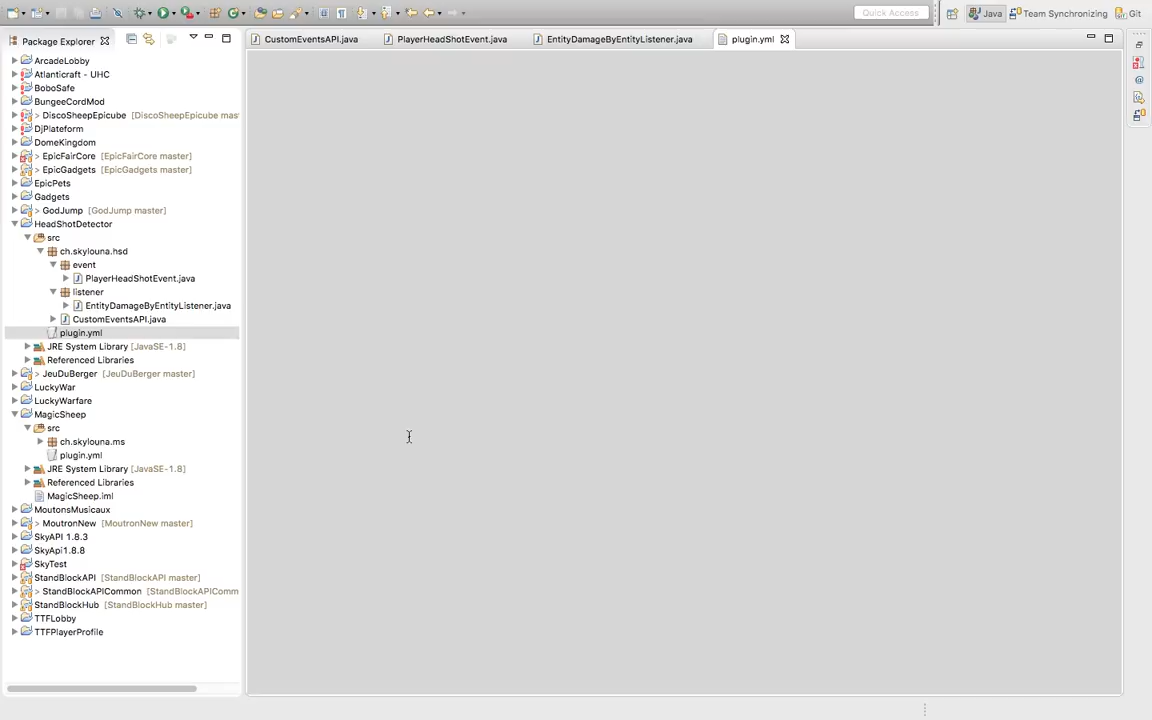 Quick Access
Java
Team Synchronizing
Git
Package Explorer
CustomEventsAPI.java
PlayerHeadShotEvent.java
EntityDamageByEntityListener.java
plugin.yml
ArcadeLobby
Atlanticraft - UHC
BoboSafe
BungeeCordMod
> DiscoSheepEpicube [DiscoSheepEpicube mas
DjPlateform
DomeKingdom
> EpicFairCore [EpicFairCore master]
> EpicGadgets [EpicGadgets master]
EpicPets
Gadgets
> GodJump [GodJump master]
HeadShotDetector
src
ch.skylouna.hsd
event
PlayerHeadShotEvent.java
listener
EntityDamageByEntityListener.java
CustomEventsAPI.java
plugin.yml
JRE System Library [JavaSE-1.8]
Referenced Libraries
> JeuDuBerger [JeuDuBerger master]
LuckyWar
LuckyWarfare
MagicSheep
src
ch.skylouna.ms
plugin.yml
JRE System Library [JavaSE-1.8]
Referenced Libraries
MagicSheep.iml
MoutonsMusicaux
> MoutronNew [MoutronNew master]
SkyAPI 1.8.3
SkyApi1.8.8
SkyTest
StandBlockAPI [StandBlockAPI master]
> StandBlockAPICommon [StandBlockAPIComm
StandBlockHub [StandBlockHub master]
TTFLobby
TTFPlayerProfile